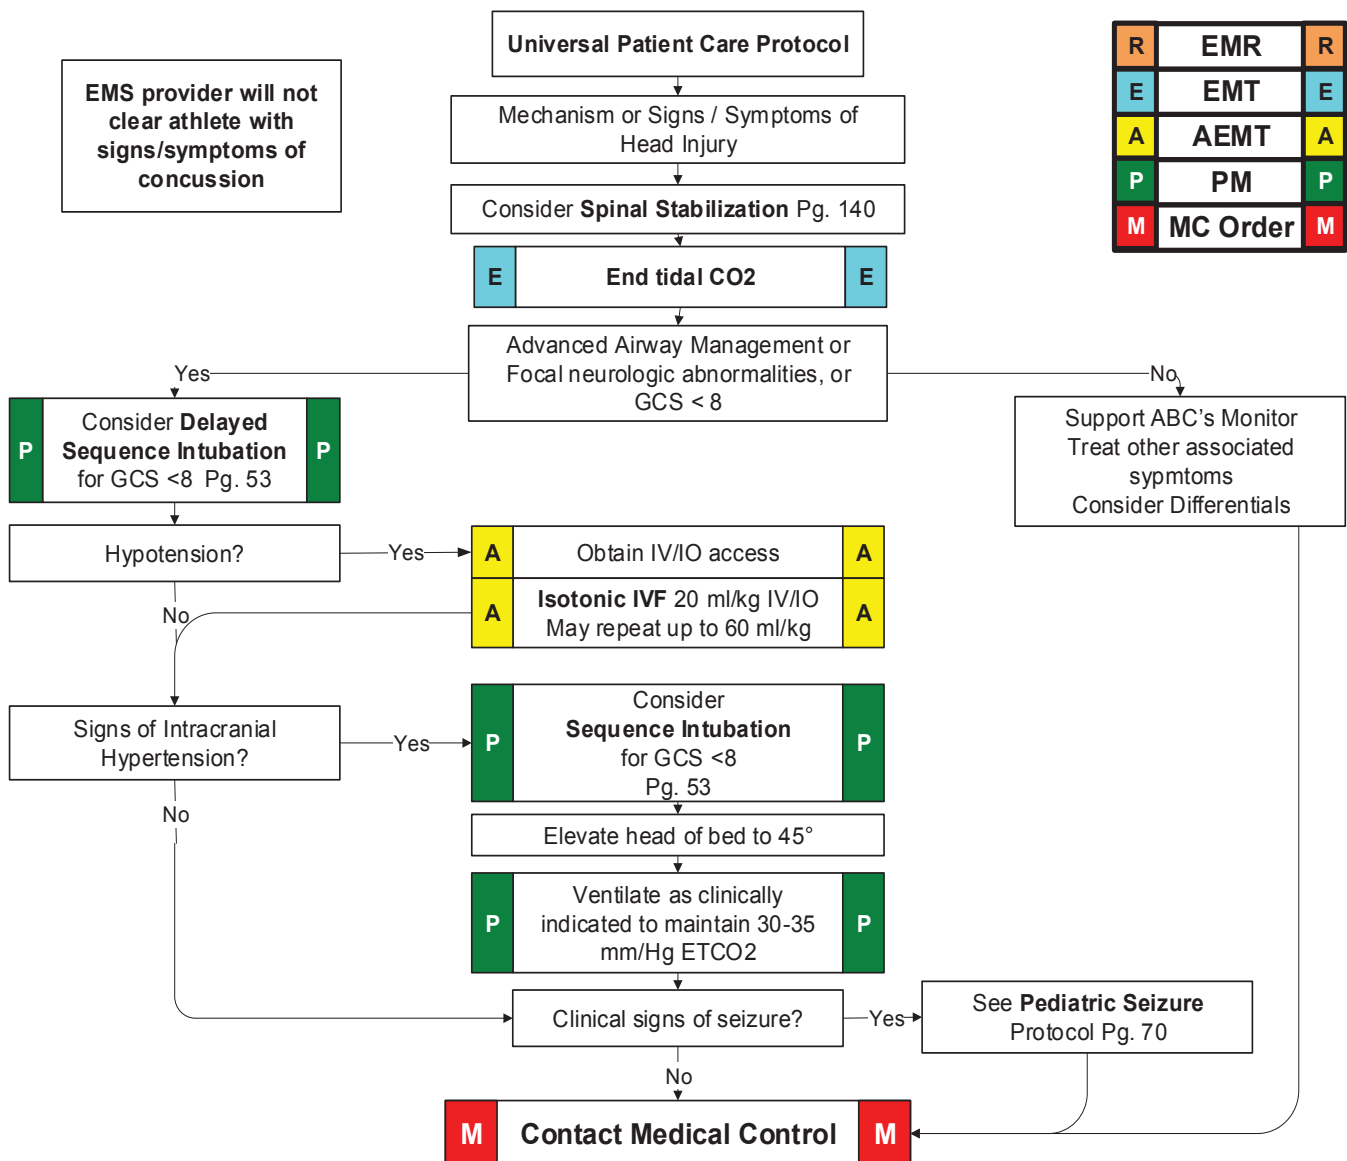 Universal Patient Care Protocol
EMS provider will not
clear athlete with
signs/symptoms of
concussion
R EMR R
E EMT E
A AEMT A
P PM P
M MC Order M
Mechanism or Signs / Symptoms of
Head Injury
Consider Spinal Stabilization Pg. 140
E End tidal CO2 E
Advanced Airway Management or
Focal neurologic abnormalities, or
GCS < 8
Yes
No
P P
Consider Delayed
Sequence Intubation
for GCS <8 Pg. 53
Support ABC's Monitor
Treat other associated
sypmtoms
Consider Differentials
Hypotension?
Yes
A Obtain IV/IO access A
No
A A
Isotonic IVF 20 ml/kg IV/IO
May repeat up to 60 ml/kg
Signs of Intracranial
Hypertension?
Yes
P P
Consider
Sequence Intubation
for GCS <8
Pg. 53
No
Elevate head of bed to 45°
P P
Ventilate as clinically
indicated to maintain 30-35
mm/Hg ETCO2
Clinical signs of seizure?
Yes
See Pediatric Seizure
Protocol Pg. 70
No
M Contact Medical Control M